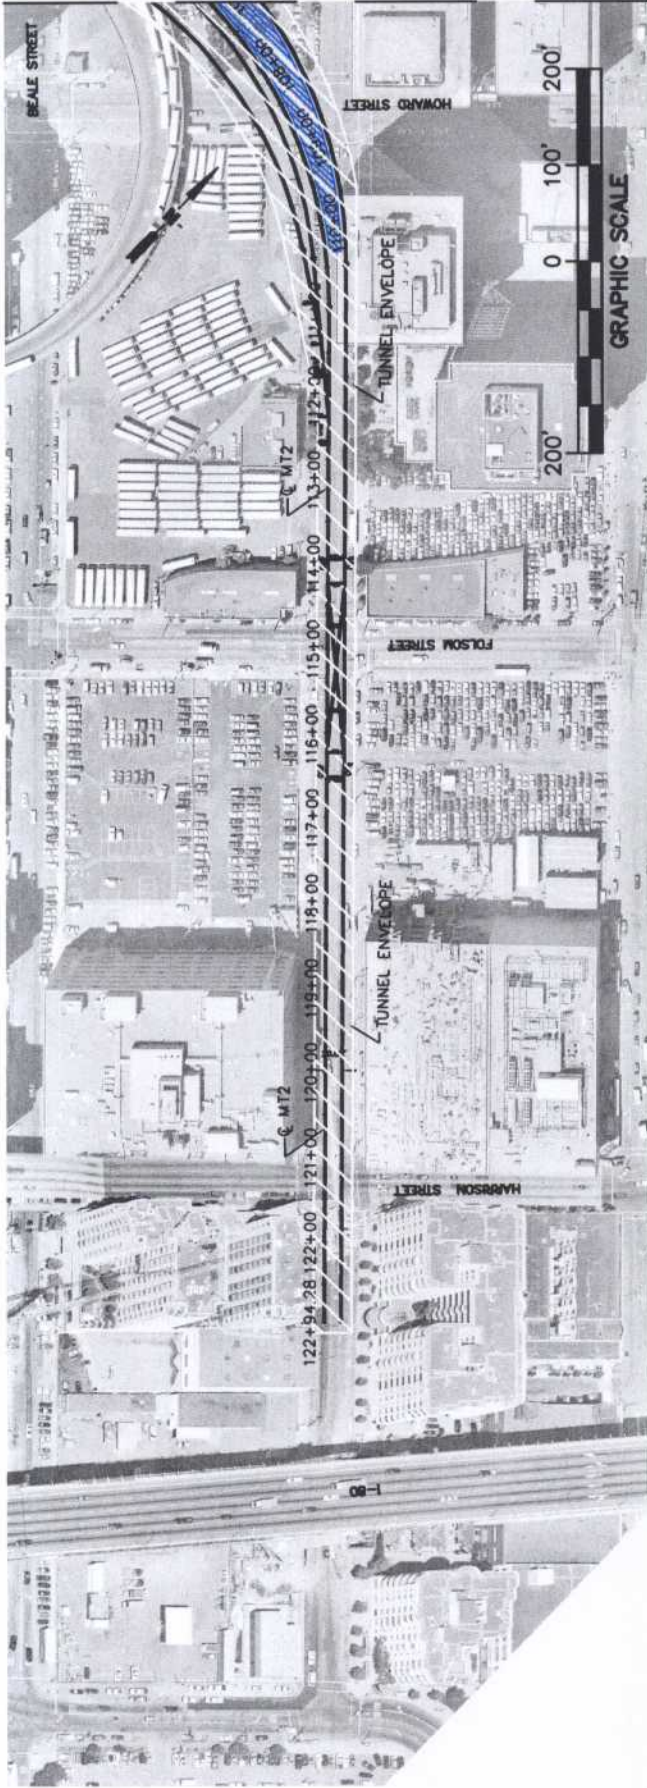 BEALE STREET
HOWARD STREET
108+00
TUNNEL ENVELOPE
112+00
℄ MT2
113+00
114+00
FOLSOM STREET
115+00
116+00
117+00
118+00
119+00
TUNNEL ENVELOPE
120+00
℄ MT2
121+00
HARRISON STREET
122+00
122+94.28
I-80
200' 100' 0 200'
GRAPHIC SCALE